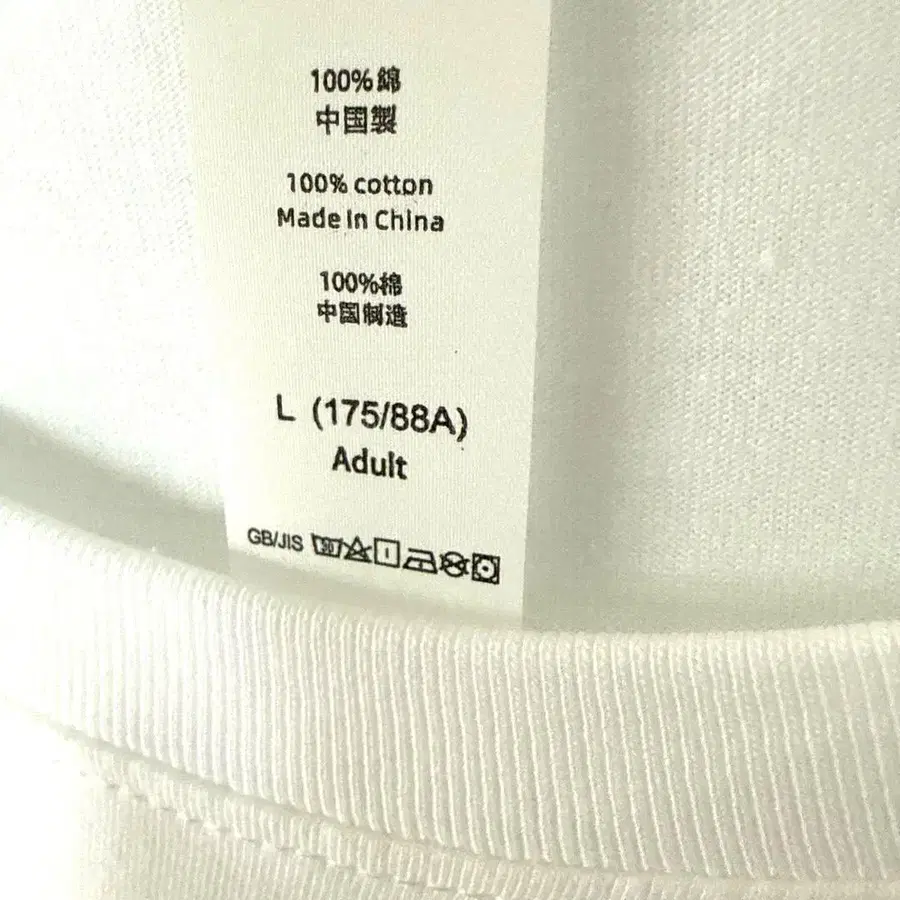 100%綿
中国製
100% cotton
Made in China
100%棉
中国制造
L (175/88A)
Adult
GB/JIS